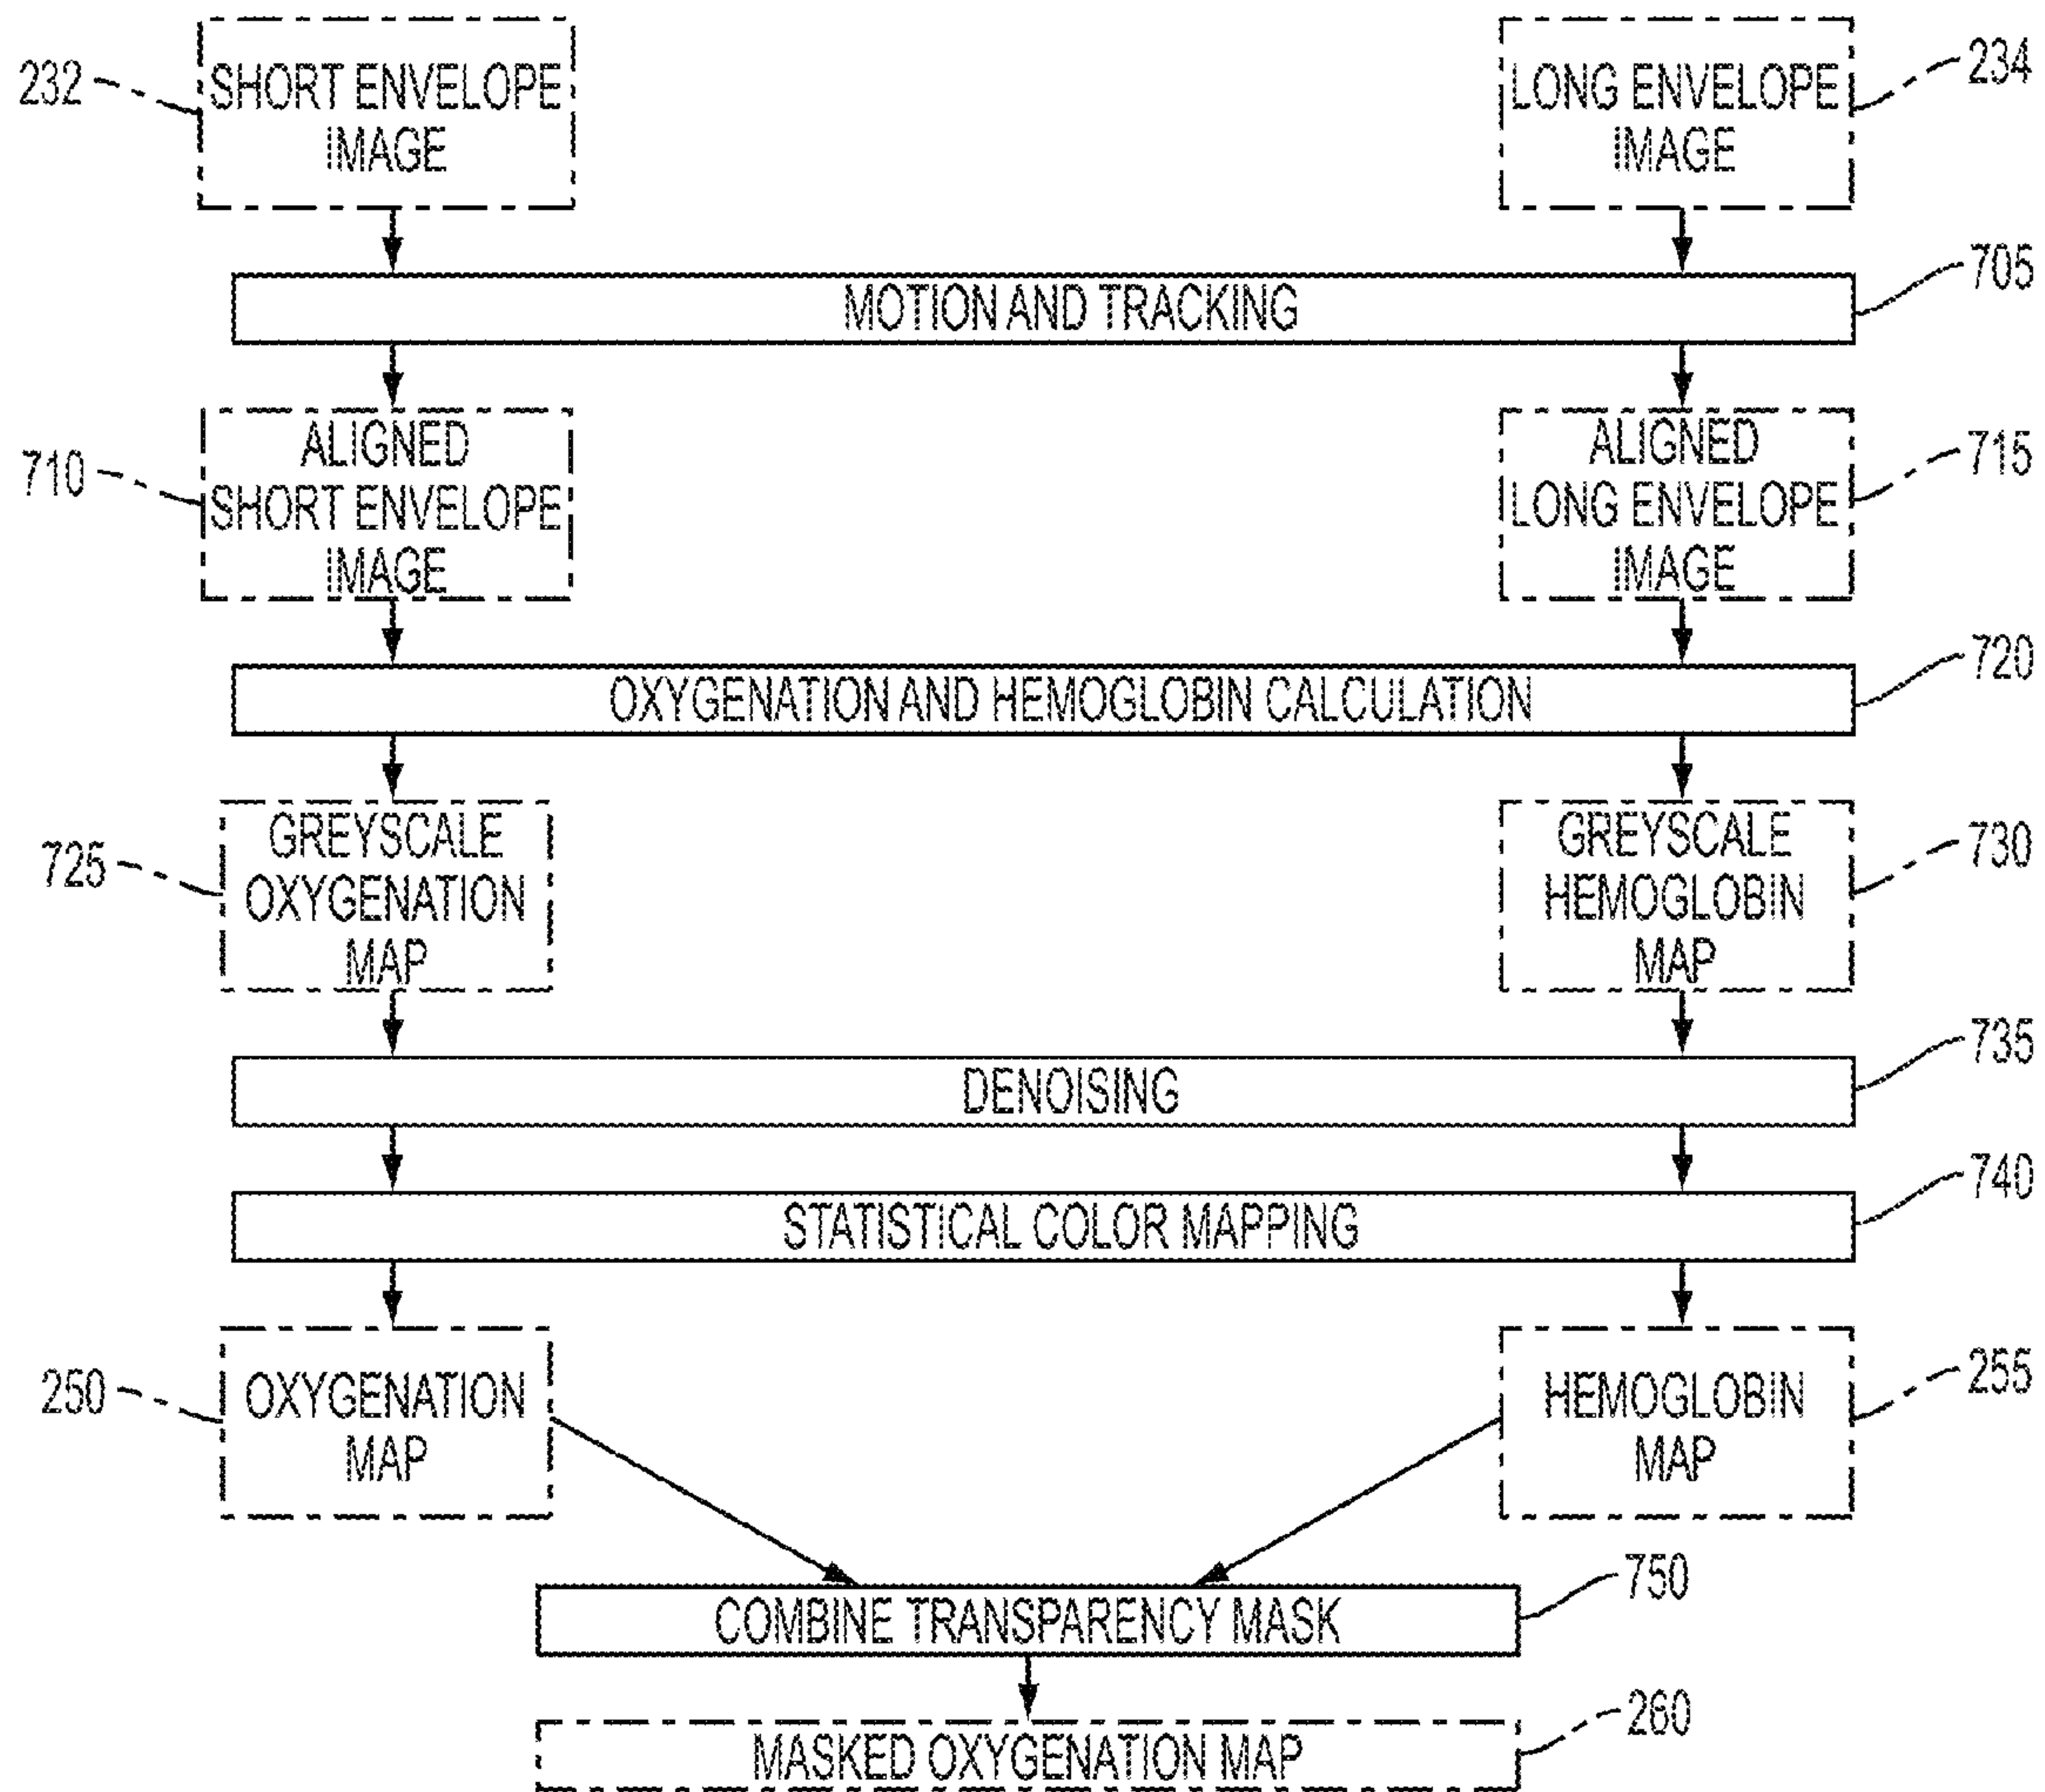 232
SHORT ENVELOPE
IMAGE
LONG ENVELOPE
IMAGE
234
MOTION AND TRACKING
705
710
ALIGNED
SHORT ENVELOPE
IMAGE
ALIGNED
LONG ENVELOPE
IMAGE
715
OXYGENATION AND HEMOGLOBIN CALCULATION
720
725
GREYSCALE
OXYGENATION
MAP
GREYSCALE
HEMOGLOBIN
MAP
730
DENOISING
735
STATISTICAL COLOR MAPPING
740
250
OXYGENATION
MAP
HEMOGLOBIN
MAP
255
COMBINE TRANSPARENCY MASK
750
MASKED OXYGENATION MAP
260